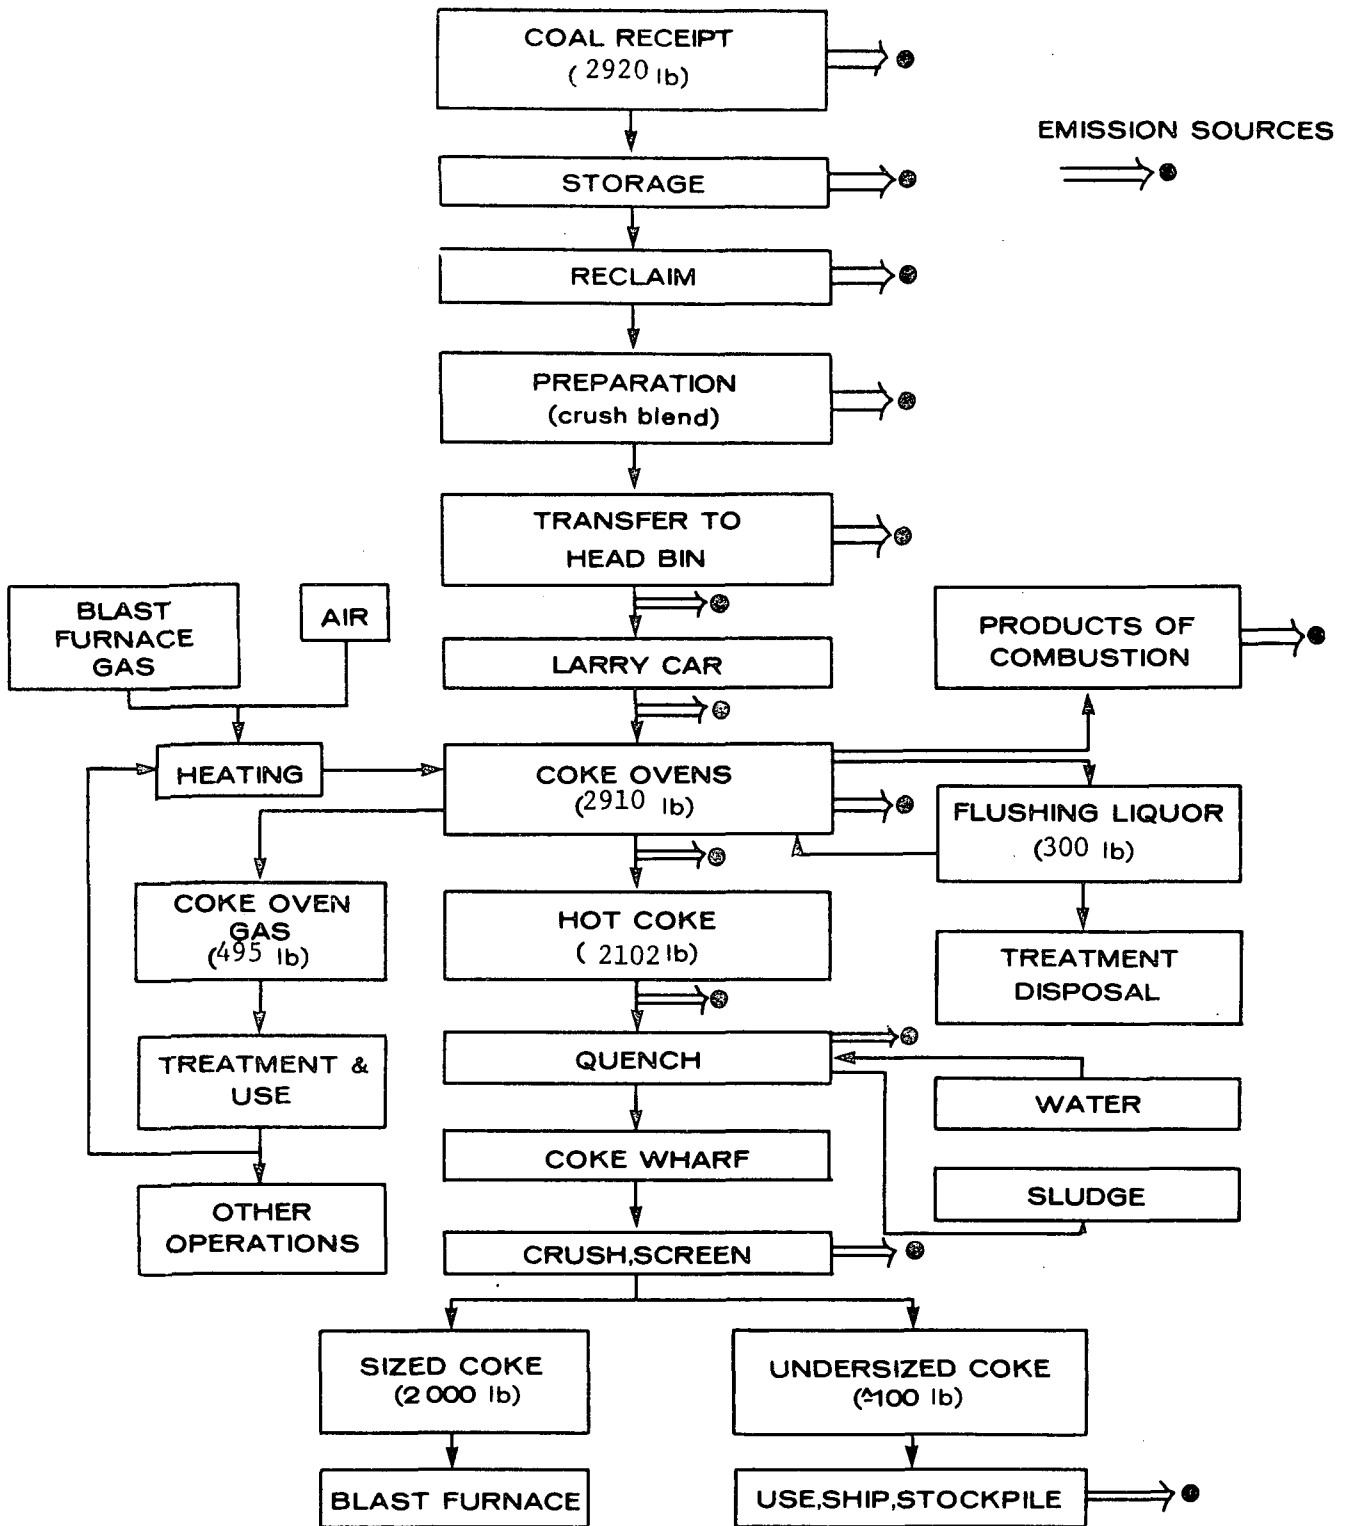 COAL RECEIPT
( 2920 lb)
EMISSION SOURCES
STORAGE
RECLAIM
PREPARATION
(crush blend)
TRANSFER TO
HEAD BIN
BLAST
FURNACE
GAS
AIR
PRODUCTS OF
COMBUSTION
LARRY CAR
HEATING
COKE OVENS
(2910 lb)
FLUSHING LIQUOR
(300 lb)
COKE OVEN
GAS
(495 lb)
HOT COKE
( 2102 lb)
TREATMENT
DISPOSAL
TREATMENT &
USE
QUENCH
WATER
COKE WHARF
SLUDGE
OTHER
OPERATIONS
CRUSH,SCREEN
SIZED COKE
(2000 lb)
UNDERSIZED COKE
(~100 lb)
BLAST FURNACE
USE,SHIP,STOCKPILE